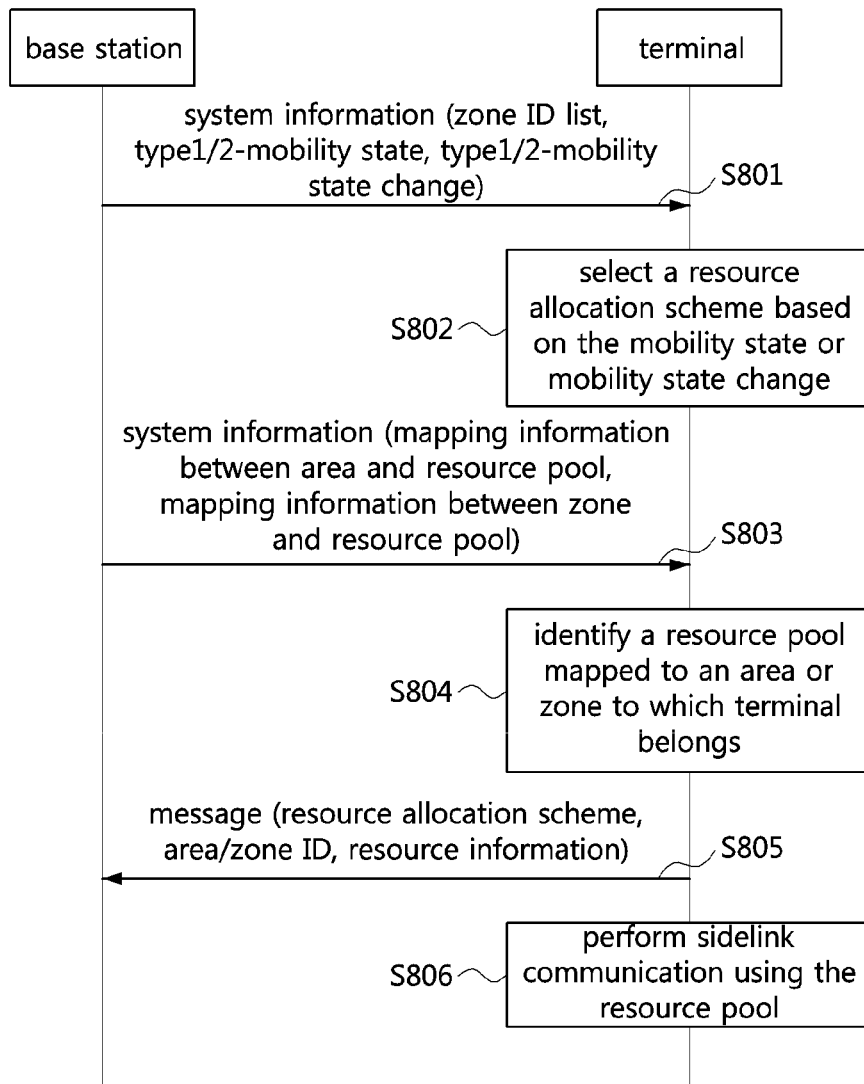 base station
terminal
system information (zone ID list,
type1/2-mobility state, type1/2-mobility
state change)
S801
select a resource
allocation scheme based
on the mobility state or
mobility state change
S802
system information (mapping information
between area and resource pool,
mapping information between zone
and resource pool)
S803
identify a resource pool
mapped to an area or
zone to which terminal
belongs
S804
message (resource allocation scheme,
area/zone ID, resource information)
S805
perform sidelink
communication using the
resource pool
S806